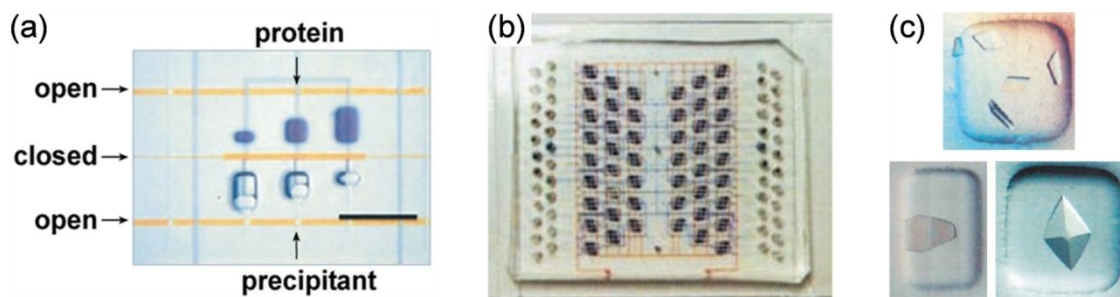 (a)
protein
open
closed
open
precipitant
(b)
(c)